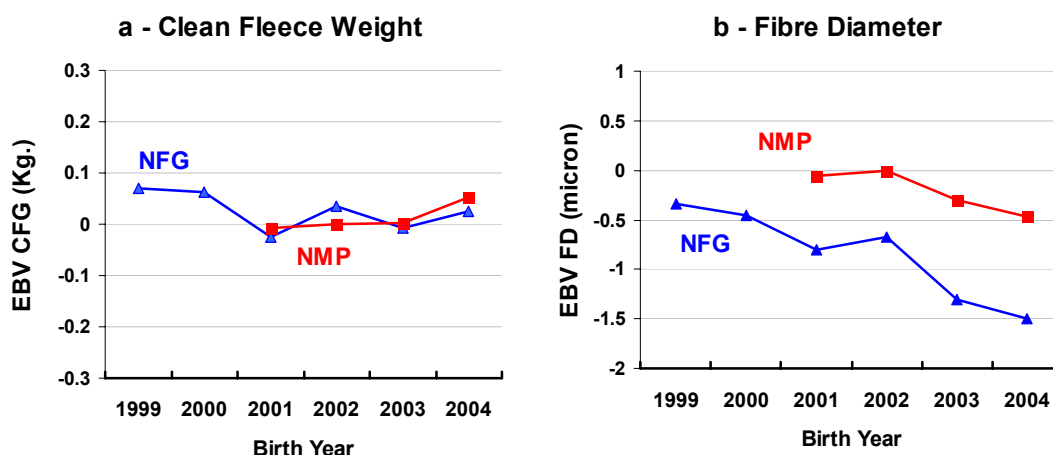 a - Clean Fleece Weight
0.3
0.2
0.1
0
-0.1
-0.2
-0.3
EBV CFG (Kg.)
NFG
NMP
1999 2000 2001 2002 2003 2004
Birth Year
b - Fibre Diameter
1
0.5
0
-0.5
-1
-1.5
-2
EBV FD (micron)
NMP
NFG
1999 2000 2001 2002 2003 2004
Birth Year